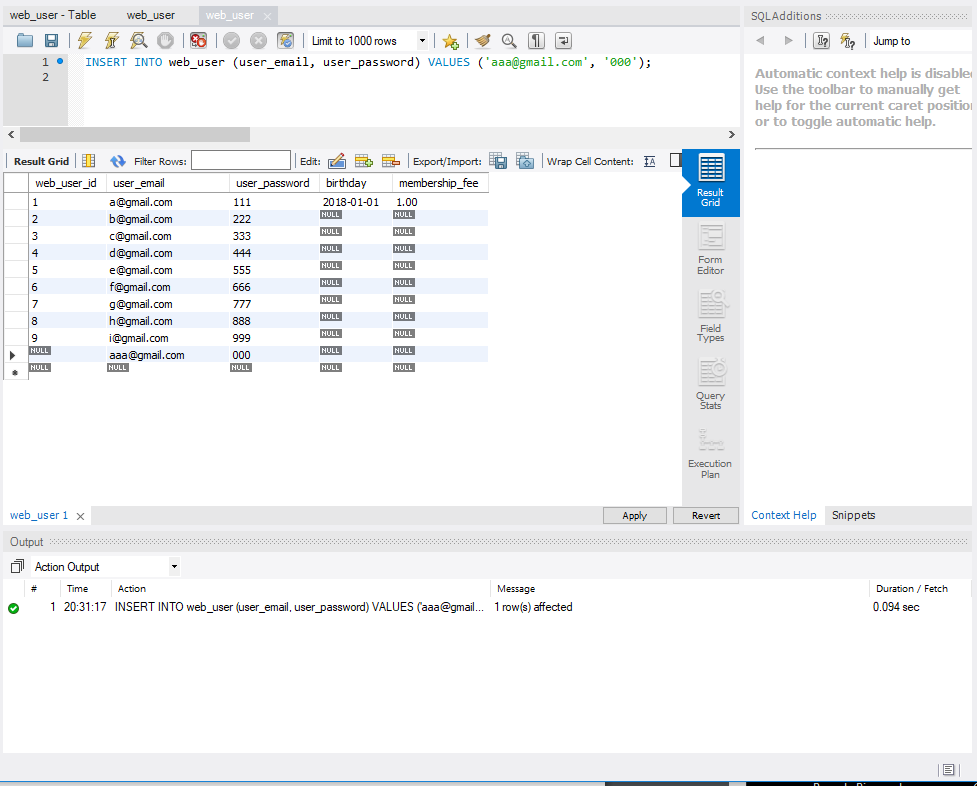 web_user - Table web_user web_user
SQLAdditions
Limit to 1000 rows
Jump to
1 INSERT INTO web_user (user_email, user_password) VALUES ('aaa@gmail.com', '000');
2
Automatic context help is disable
Use the toolbar to manually get
help for the current caret position
or to toggle automatic help.
Result Grid Filter Rows: Edit: Export/Import: Wrap Cell Content:
web_user_id user_email user_password birthday membership_fee
1 a@gmail.com 111 2018-01-01 1.00
2 b@gmail.com 222 NULL NULL
3 c@gmail.com 333 NULL NULL
4 d@gmail.com 444 NULL NULL
5 e@gmail.com 555 NULL NULL
6 f@gmail.com 666 NULL NULL
7 g@gmail.com 777 NULL NULL
8 h@gmail.com 888 NULL NULL
9 i@gmail.com 999 NULL NULL
NULL aaa@gmail.com 000 NULL NULL
NULL NULL NULL NULL NULL
Result
Grid
Form
Editor
Field
Types
Query
Stats
Execution
Plan
web_user 1
Apply Revert
Context Help Snippets
Output
Action Output
# Time Action Message Duration / Fetch
1 20:31:17 INSERT INTO web_user (user_email, user_password) VALUES ('aaa@gmail... 1 row(s) affected 0.094 sec